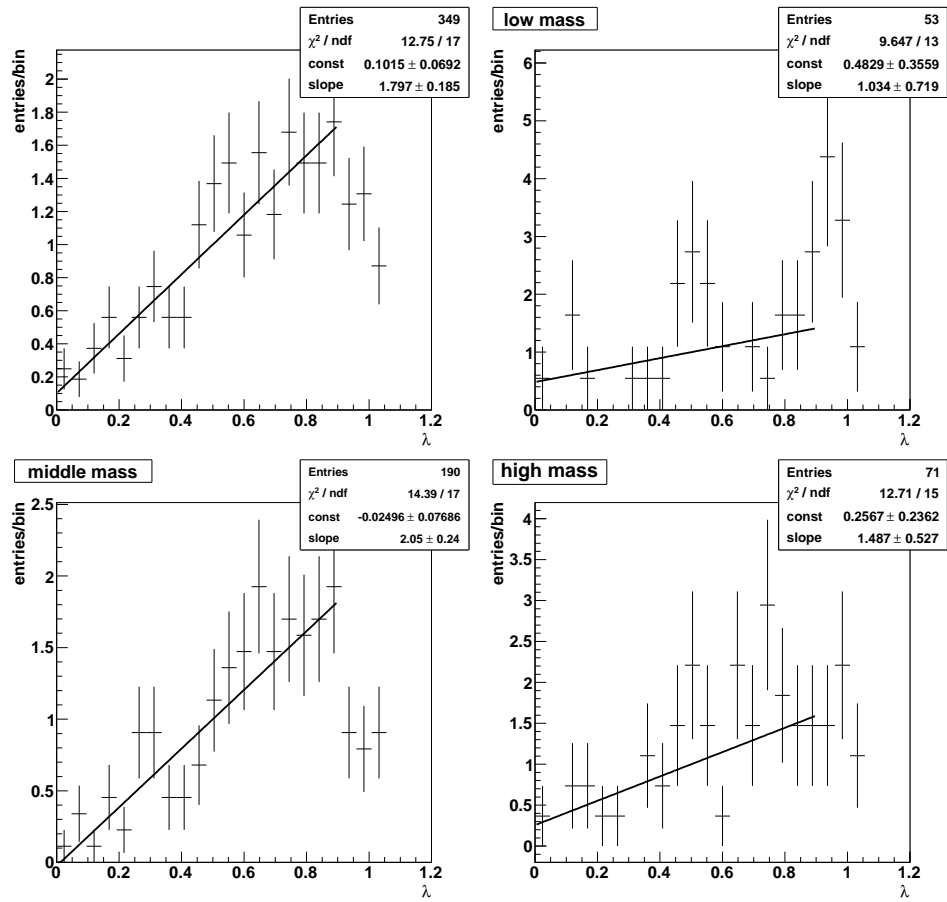 Entries 349
χ² / ndf 12.75 / 17
const 0.1015 ± 0.0692
slope 1.797 ± 0.185
entries/bin
2
1.8
1.6
1.4
1.2
1
0.8
0.6
0.4
0.2
0
0 0.2 0.4 0.6 0.8 1 1.2
λ
low mass
Entries 53
χ² / ndf 9.647 / 13
const 0.4829 ± 0.3559
slope 1.034 ± 0.719
entries/bin
6
5
4
3
2
1
0
0 0.2 0.4 0.6 0.8 1 1.2
λ
middle mass
Entries 190
χ² / ndf 14.39 / 17
const -0.02496 ± 0.07686
slope 2.05 ± 0.24
entries/bin
2.5
2
1.5
1
0.5
0
0 0.2 0.4 0.6 0.8 1 1.2
λ
high mass
Entries 71
χ² / ndf 12.71 / 15
const 0.2567 ± 0.2362
slope 1.487 ± 0.527
entries/bin
4
3.5
3
2.5
2
1.5
1
0.5
0
0 0.2 0.4 0.6 0.8 1 1.2
λ